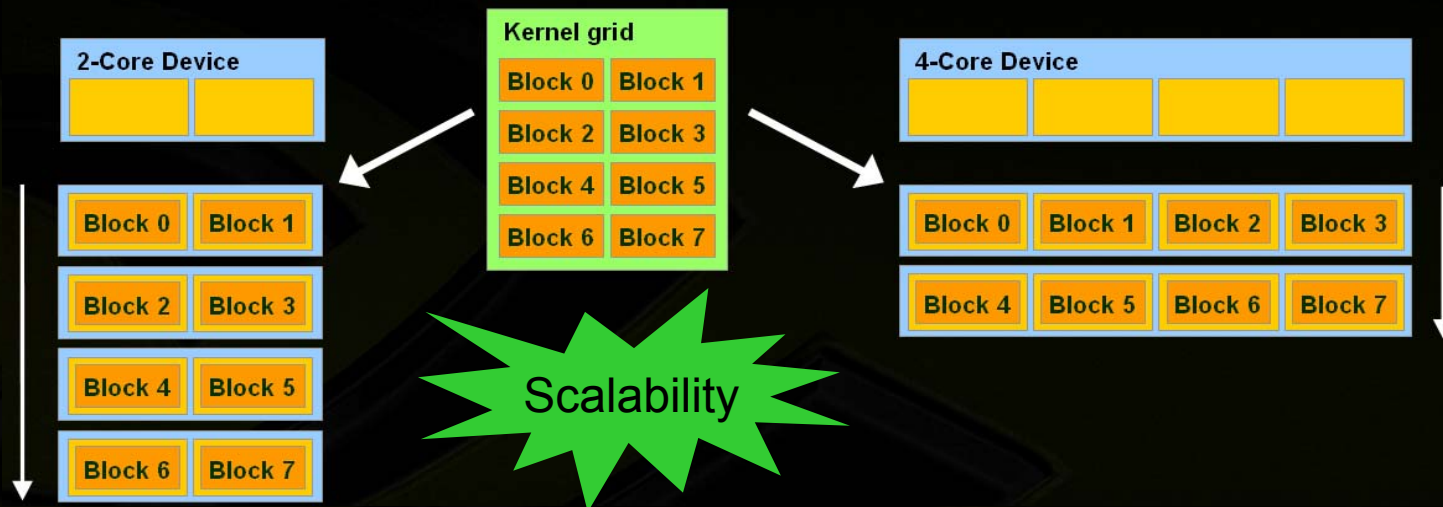 2-Core Device
Kernel grid
Block 0 Block 1
Block 2 Block 3
Block 4 Block 5
Block 6 Block 7
4-Core Device
Block 0 Block 1
Block 2 Block 3
Block 4 Block 5
Block 6 Block 7
Scalability
Block 0 Block 1 Block 2 Block 3
Block 4 Block 5 Block 6 Block 7